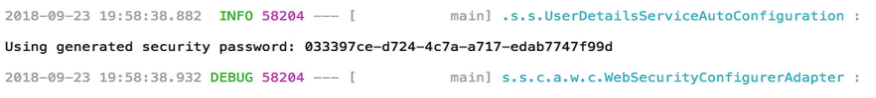 2018-09-23 19:58:38.882  INFO 58204 --- [           main] .s.s.UserDetailsServiceAutoConfiguration :
Using generated security password: 033397ce-d724-4c7a-a717-edab7747f99d
2018-09-23 19:58:38.932 DEBUG 58204 --- [           main] s.s.c.a.w.c.WebSecurityConfigurerAdapter :